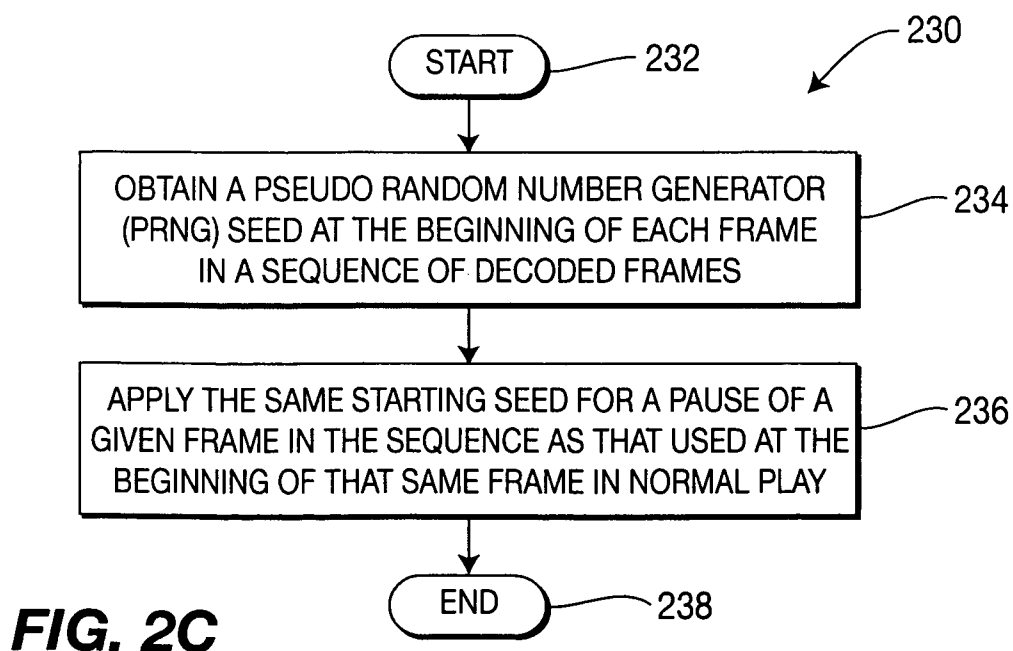 230
START
232
OBTAIN A PSEUDO RANDOM NUMBER GENERATOR
(PRNG) SEED AT THE BEGINNING OF EACH FRAME
IN A SEQUENCE OF DECODED FRAMES
234
APPLY THE SAME STARTING SEED FOR A PAUSE OF A
GIVEN FRAME IN THE SEQUENCE AS THAT USED AT THE
BEGINNING OF THAT SAME FRAME IN NORMAL PLAY
236
END
238
FIG. 2C